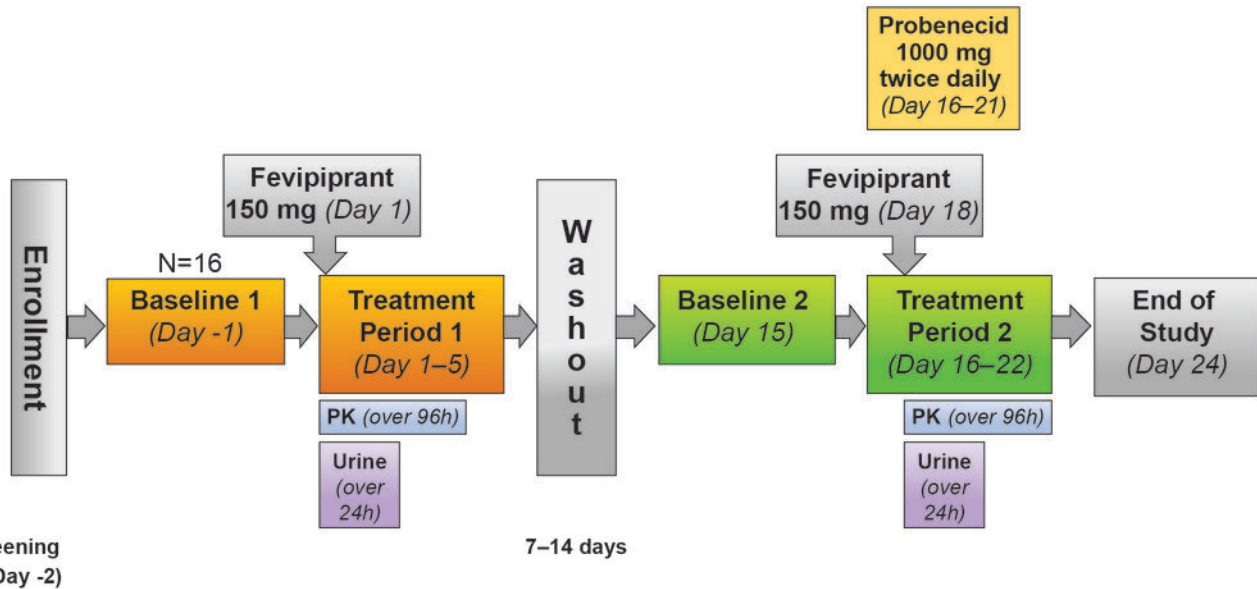 Probenecid
1000 mg
twice daily
(Day 16–21)
Fevipiprant
150 mg (Day 1)
Fevipiprant
150 mg (Day 18)
Enrollment
N=16
Baseline 1
(Day -1)
Treatment
Period 1
(Day 1–5)
Washout
Baseline 2
(Day 15)
Treatment
Period 2
(Day 16–22)
End of
Study
(Day 24)
PK (over 96h)
Urine
(over
24h)
PK (over 96h)
Urine
(over
24h)
eening
Day -2)
7–14 days